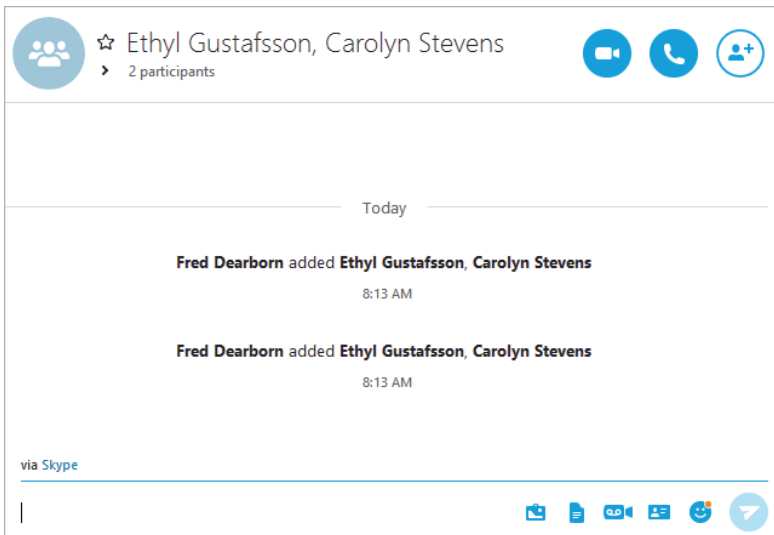 Ethyl Gustafsson, Carolyn Stevens
2 participants
Today
Fred Dearborn added Ethyl Gustafsson, Carolyn Stevens
8:13 AM
Fred Dearborn added Ethyl Gustafsson, Carolyn Stevens
8:13 AM
via Skype